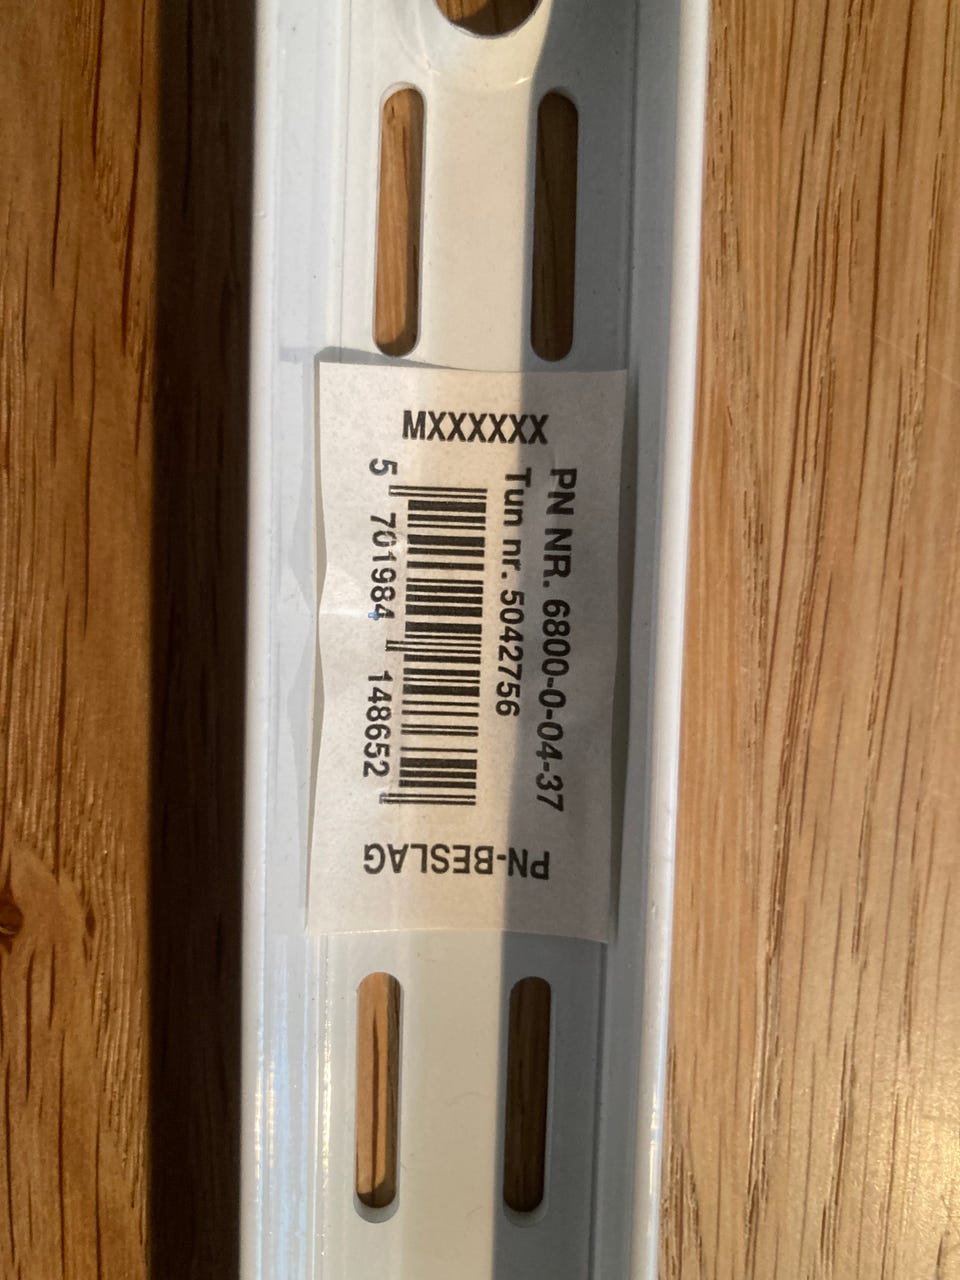 MXXXXXX
PN NR. 6800-0-04-37
Tun nr. 5042756
5 701984 148652
PN-BESLAG